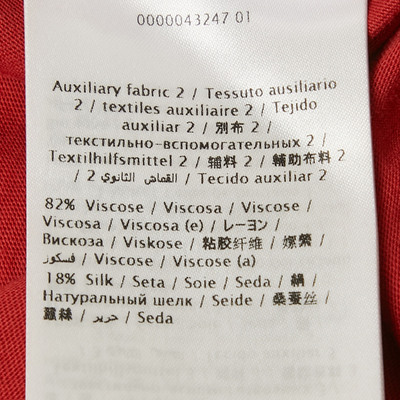 0000043247 01
Auxiliary fabric 2 / Tessuto ausiliario
2 / textiles auxiliaire 2 / Tejido
auxiliar 2 / 別布 2 /
текстильно-вспомогательных 2 /
Textilhilfsmittel 2 / 辅料 2 / 輔助布料 2
/ القماش الثانوي 2 / Tecido auxiliar 2
82% Viscose / Viscosa / Viscose /
Viscosa / Viscosa (e) / レーヨン /
Вискоза / Viskose / 粘胶纤维 / 嫘縈 /
فسكوز / Viscose / Viscose (a)
18% Silk / Seta / Soie / Seda / 絹 /
Натуральный шелк / Seide / 桑蚕丝 /
蠶絲 / حرير / Seda